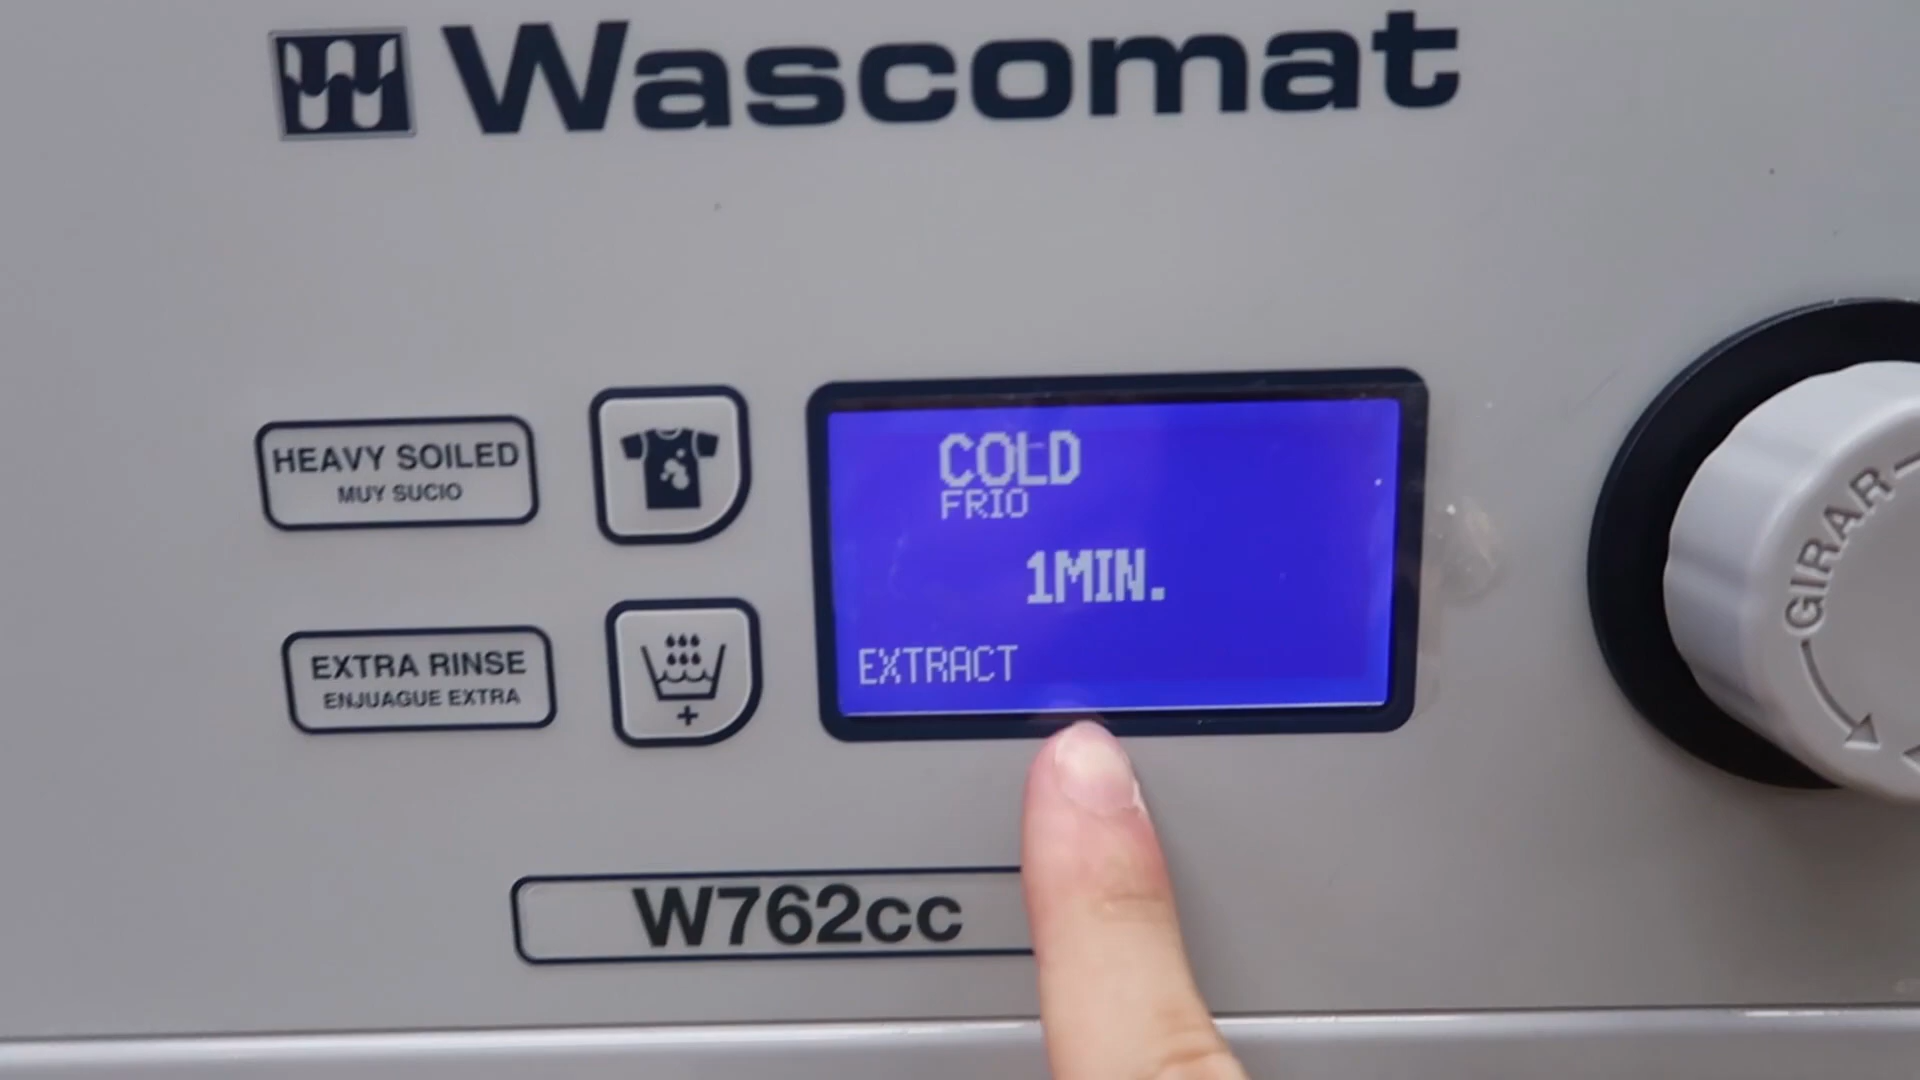 Wascomat
HEAVY SOILED
MUY SUCIO
COLD
FRIO
1MIN.
EXTRACT
EXTRA RINSE
ENJUAGUE EXTRA
GIRAR
W762cc